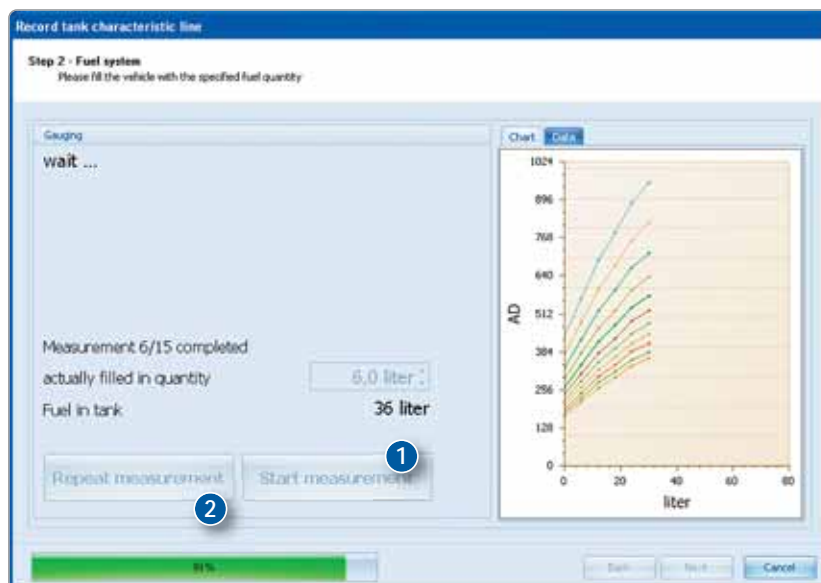 Record tank characteristic line
Step 2 - Fuel system
Please fill the vehicle with the specified fuel quantity
Gauging
wait ...
Measurement 6/15 completed
actually filled in quantity
6,0 liter
Fuel in tank
36 liter
Repeat measurement
Start measurement
1
2
Chart
Data
1024
896
768
640
512
384
256
128
0
AD
0 20 40 60 80
liter
Back
Next
Cancel